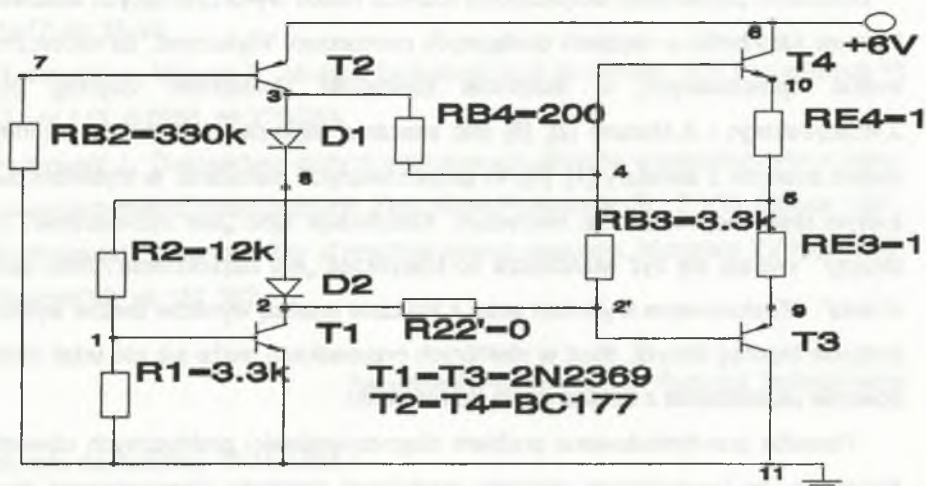 6
7
T2
T4
+6V
3
10
RB2=330k
D1
RB4=200
RE4=1
8
4
5
RB3=3.3k
R2=12k
RE3=1
D2
2
2'
9
1
T1
R22'=0
T3
R1=3.3k
T1=T3=2N2369
T2=T4=BC177
11